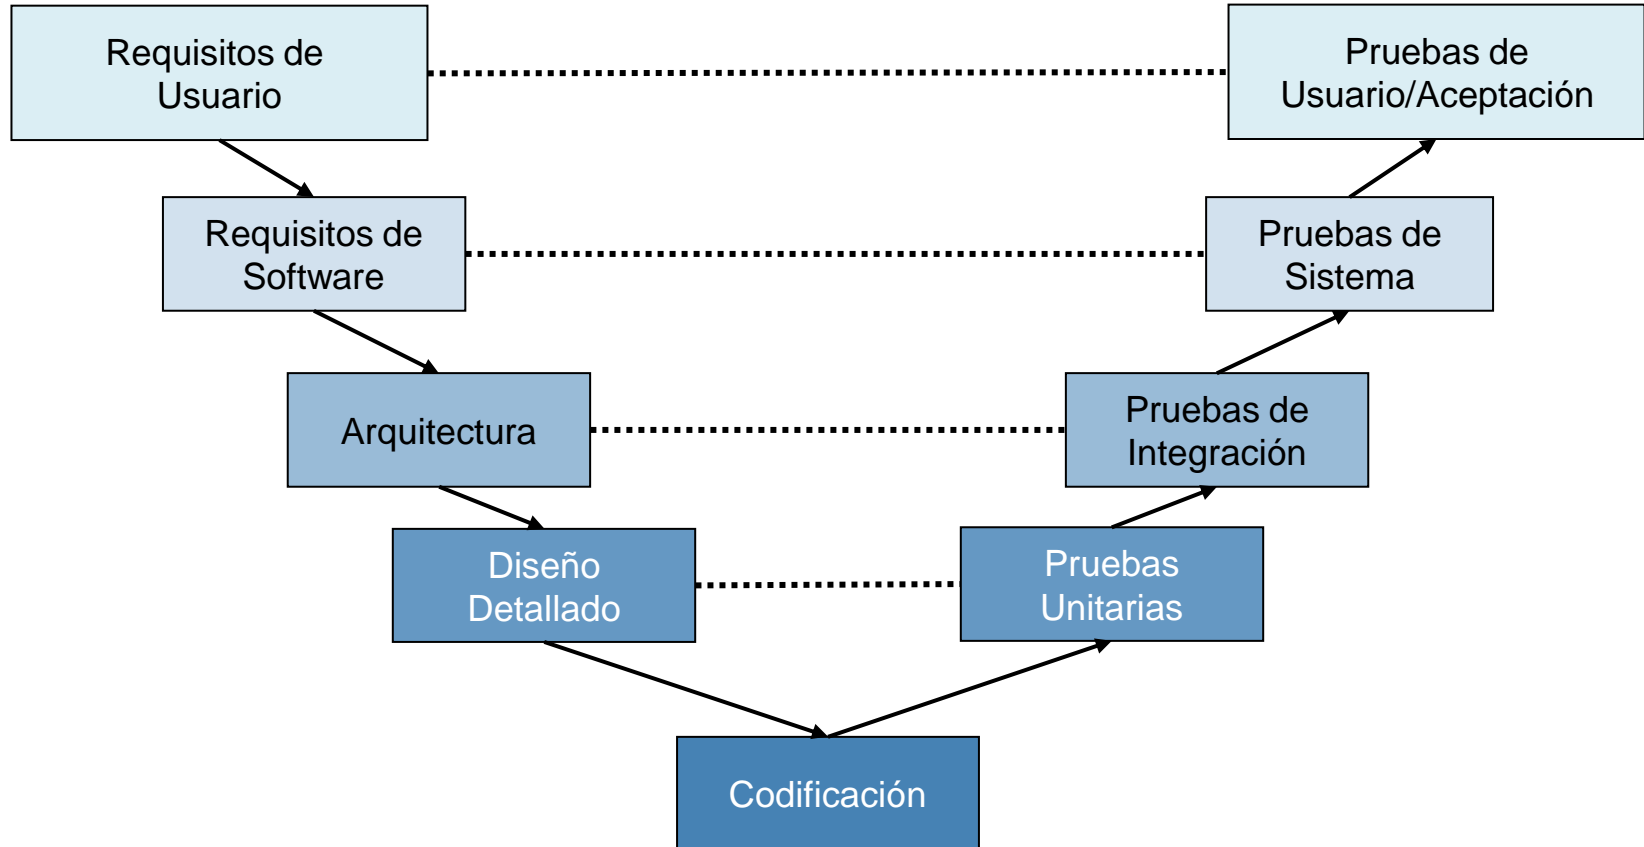 Requisitos de
Usuario
Pruebas de
Usuario/Aceptación
Requisitos de
Software
Pruebas de
Sistema
Arquitectura
Pruebas de
Integración
Diseño
Detallado
Pruebas
Unitarias
Codificación